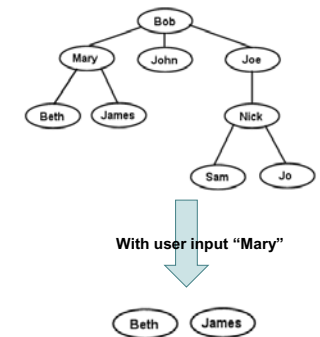 Bob
Mary John Joe
Beth James Nick
Sam Jo
With user input “Mary”
Beth James